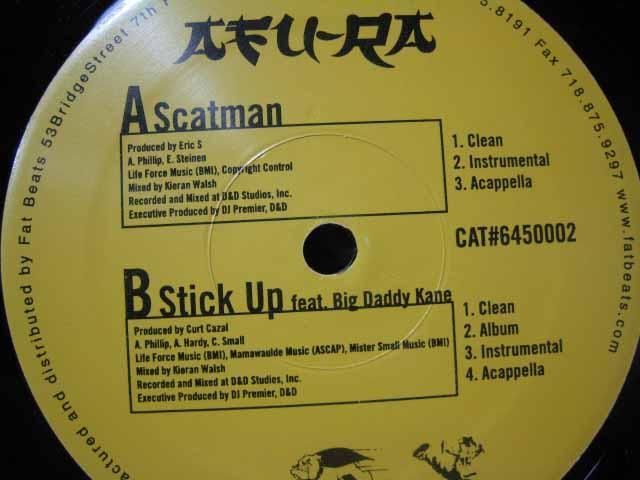 AFU-RA
A Scatman
Produced by Eric S
A. Phillip, E. Steinen
Life Force Music (BMI), Copyright Control
Mixed by Kieran Walsh
Recorded and Mixed at D&D Studios, Inc.
Executive Produced by DJ Premier, D&D
1. Clean
2. Instrumental
3. Acappella
CAT#6450002
B Stick Up feat. Big Daddy Kane
Produced by Curt Cazal
A. Phillip, A. Hardy, C. Small
Life Force Music (BMI), Mamawaulde Music (ASCAP), Mister Smali Music (BMI)
Mixed by Kieran Walsh
Recorded and Mixed at D&D Studios, Inc.
Executive Produced by DJ Premier, D&D
1. Clean
2. Album
3. Instrumental
4. Acappella
and distributed by Fat Beats 53BridgeStreet 7th
.8191 Fax 718.875.9297 www.fatbeats.com